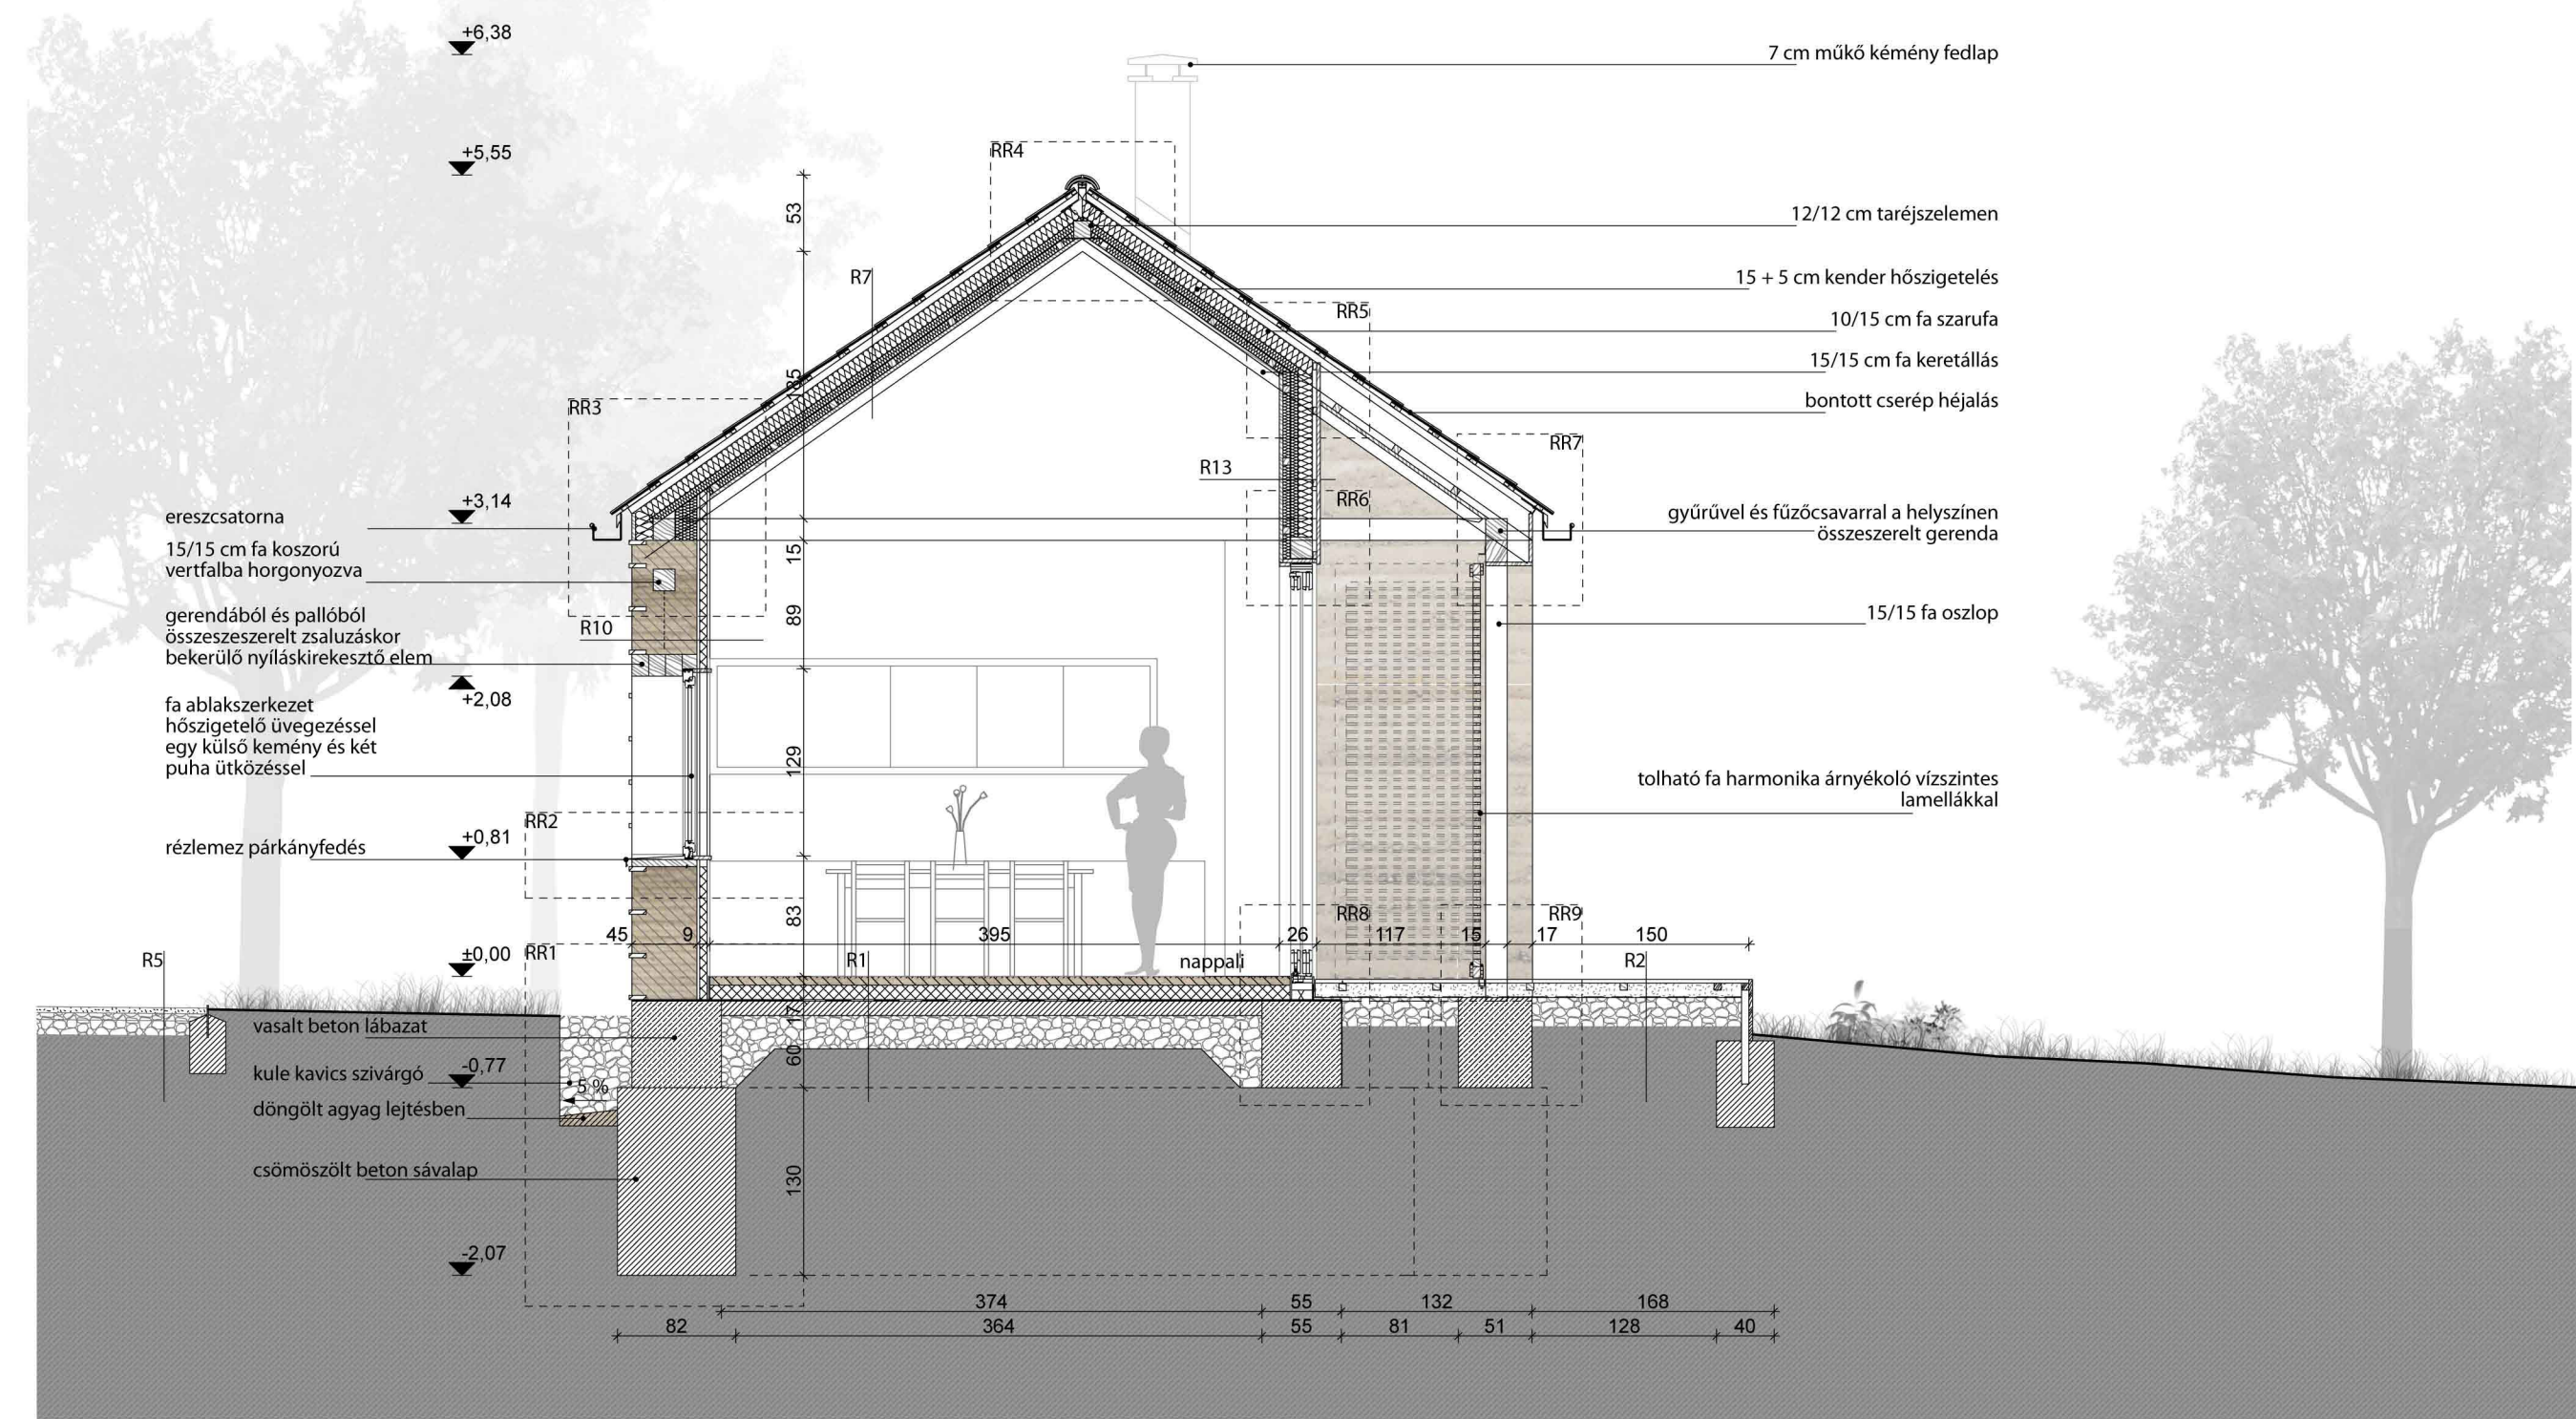 +6,38
7 cm műkő kémény fedlap
+5,55
RR4
53
12/12 cm taréjszelemen
R7
15 + 5 cm kender hőszigetelés
RR5
10/15 cm fa szarufa
15/15 cm fa keretállás
185
bontott cserép héjalás
RR3
RR7
R13
RR6
+3,14
ereszcsatorna
gyűrűvel és fűzőcsavarral a helyszínen
összeszerelt gerenda
15/15 cm fa koszorú
vertfalba horgonyozva
15
89
15/15 fa oszlop
gerendából és pallóból
összeszeszerelt zsaluzáskor
bekerülő nyíláskirekesztő elem
R10
+2,08
fa ablakszerkezet
hőszigetelő üvegezéssel
egy külső kemény és két
puha ütközéssel
129
tolható fa harmonika árnyékoló vízszintes
lamellákkal
RR2
+0,81
rézlemez párkányfedés
83
RR8
RR9
45 9 395 26 117 15 17 150
R5
±0,00
RR1
R1
nappali
R2
vasalt beton lábazat
17
60
kule kavics szivárgó
-0,77
5 %
döngölt agyag lejtésben
csömöszölt beton sávalap
130
-2,07
374 55 132 168
82 364 55 81 51 128 40